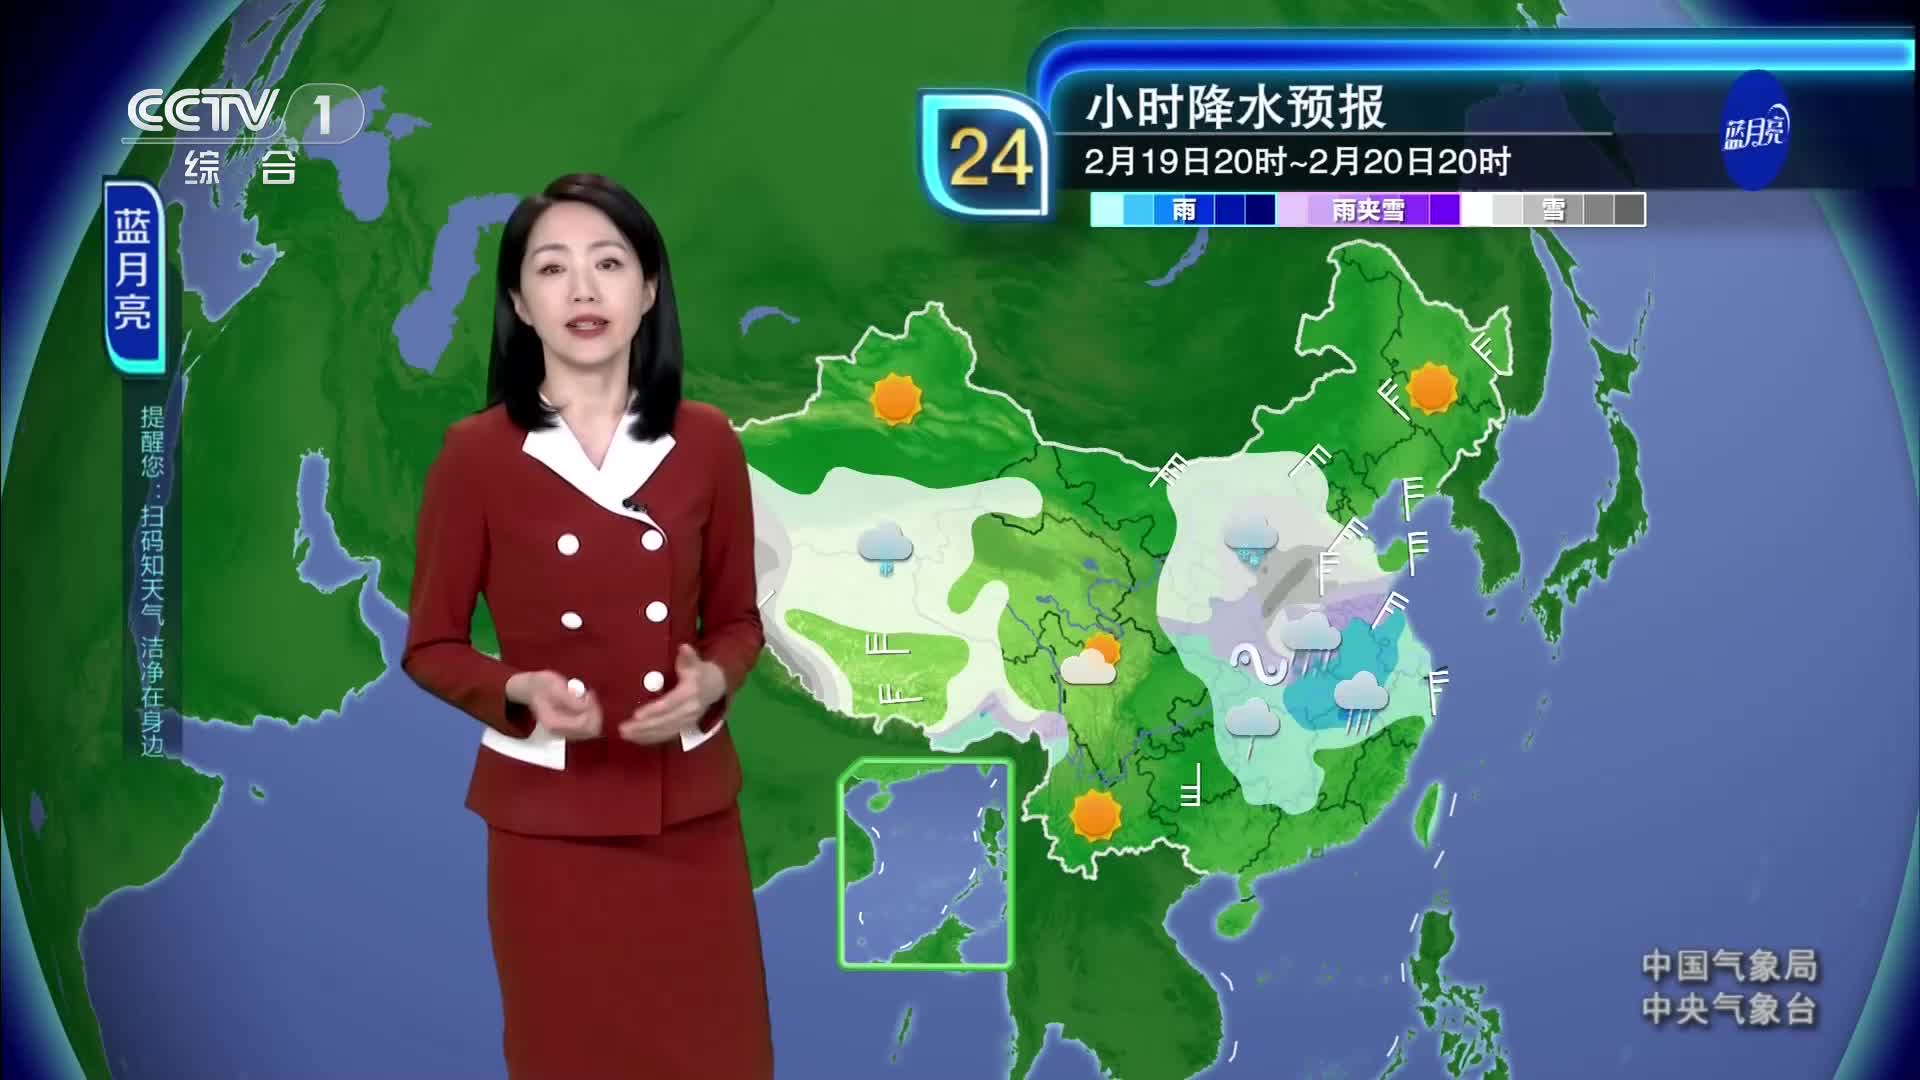 CCTV 1
综 合
蓝月亮
提醒您：扫码知天气 洁净在身边
24
小时降水预报
2月19日20时~2月20日20时
雨 雨夹雪 雪
蓝月亮
中国气象局
中央气象台